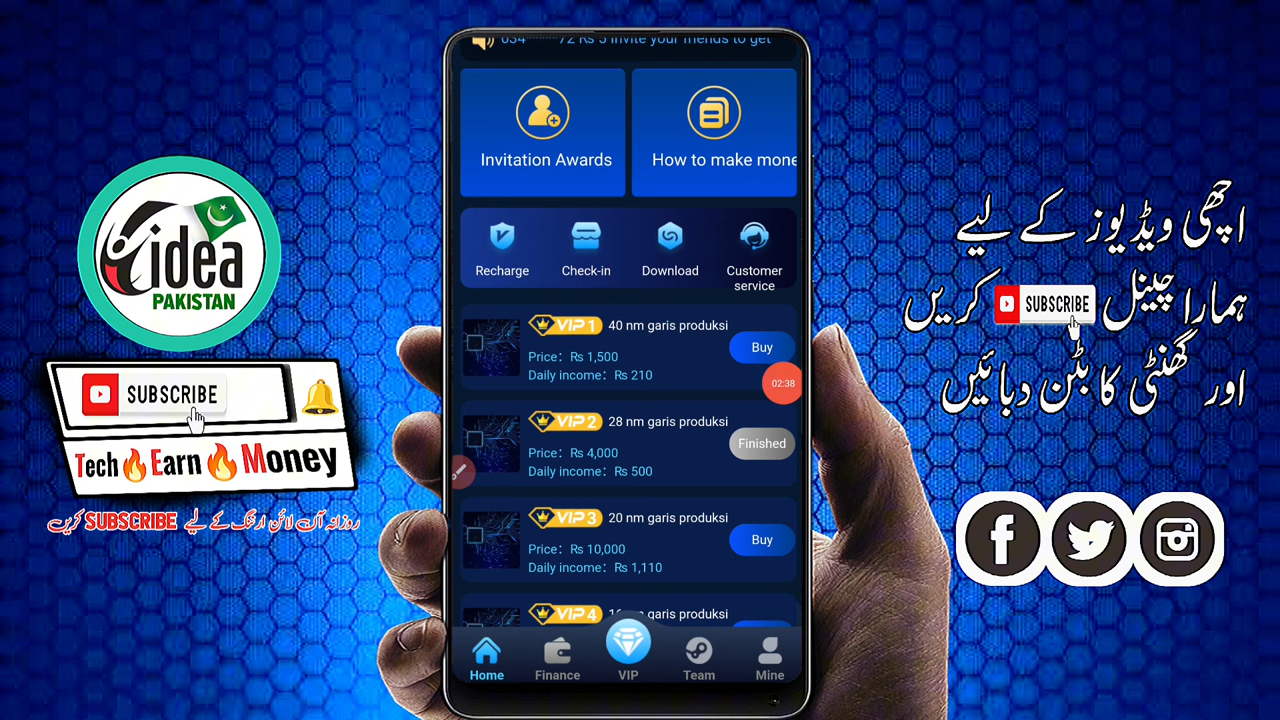 idea
PAKISTAN
SUBSCRIBE
Tech🔥Earn🔥Money
روزانہ آن لائن ارننگ کے لیے SUBSCRIBE کریں
72 Rs 5 Invite your friends to get
Invitation Awards
How to make mone
Recharge
Check-in
Download
Customer service
VIP 1 40 nm garis produksi
Price: Rs 1,500
Daily income: Rs 210
Buy
02:38
VIP 2 28 nm garis produksi
Price: Rs 4,000
Daily income: Rs 500
Finished
VIP 3 20 nm garis produksi
Price: Rs 10,000
Daily income: Rs 1,110
Buy
VIP 4 garis produksi
Home
Finance
VIP
Team
Mine
اچھی ویڈیوز کے لیے
ہمارا چینل SUBSCRIBE کریں
اور گھنٹی کا بٹن دبائیں